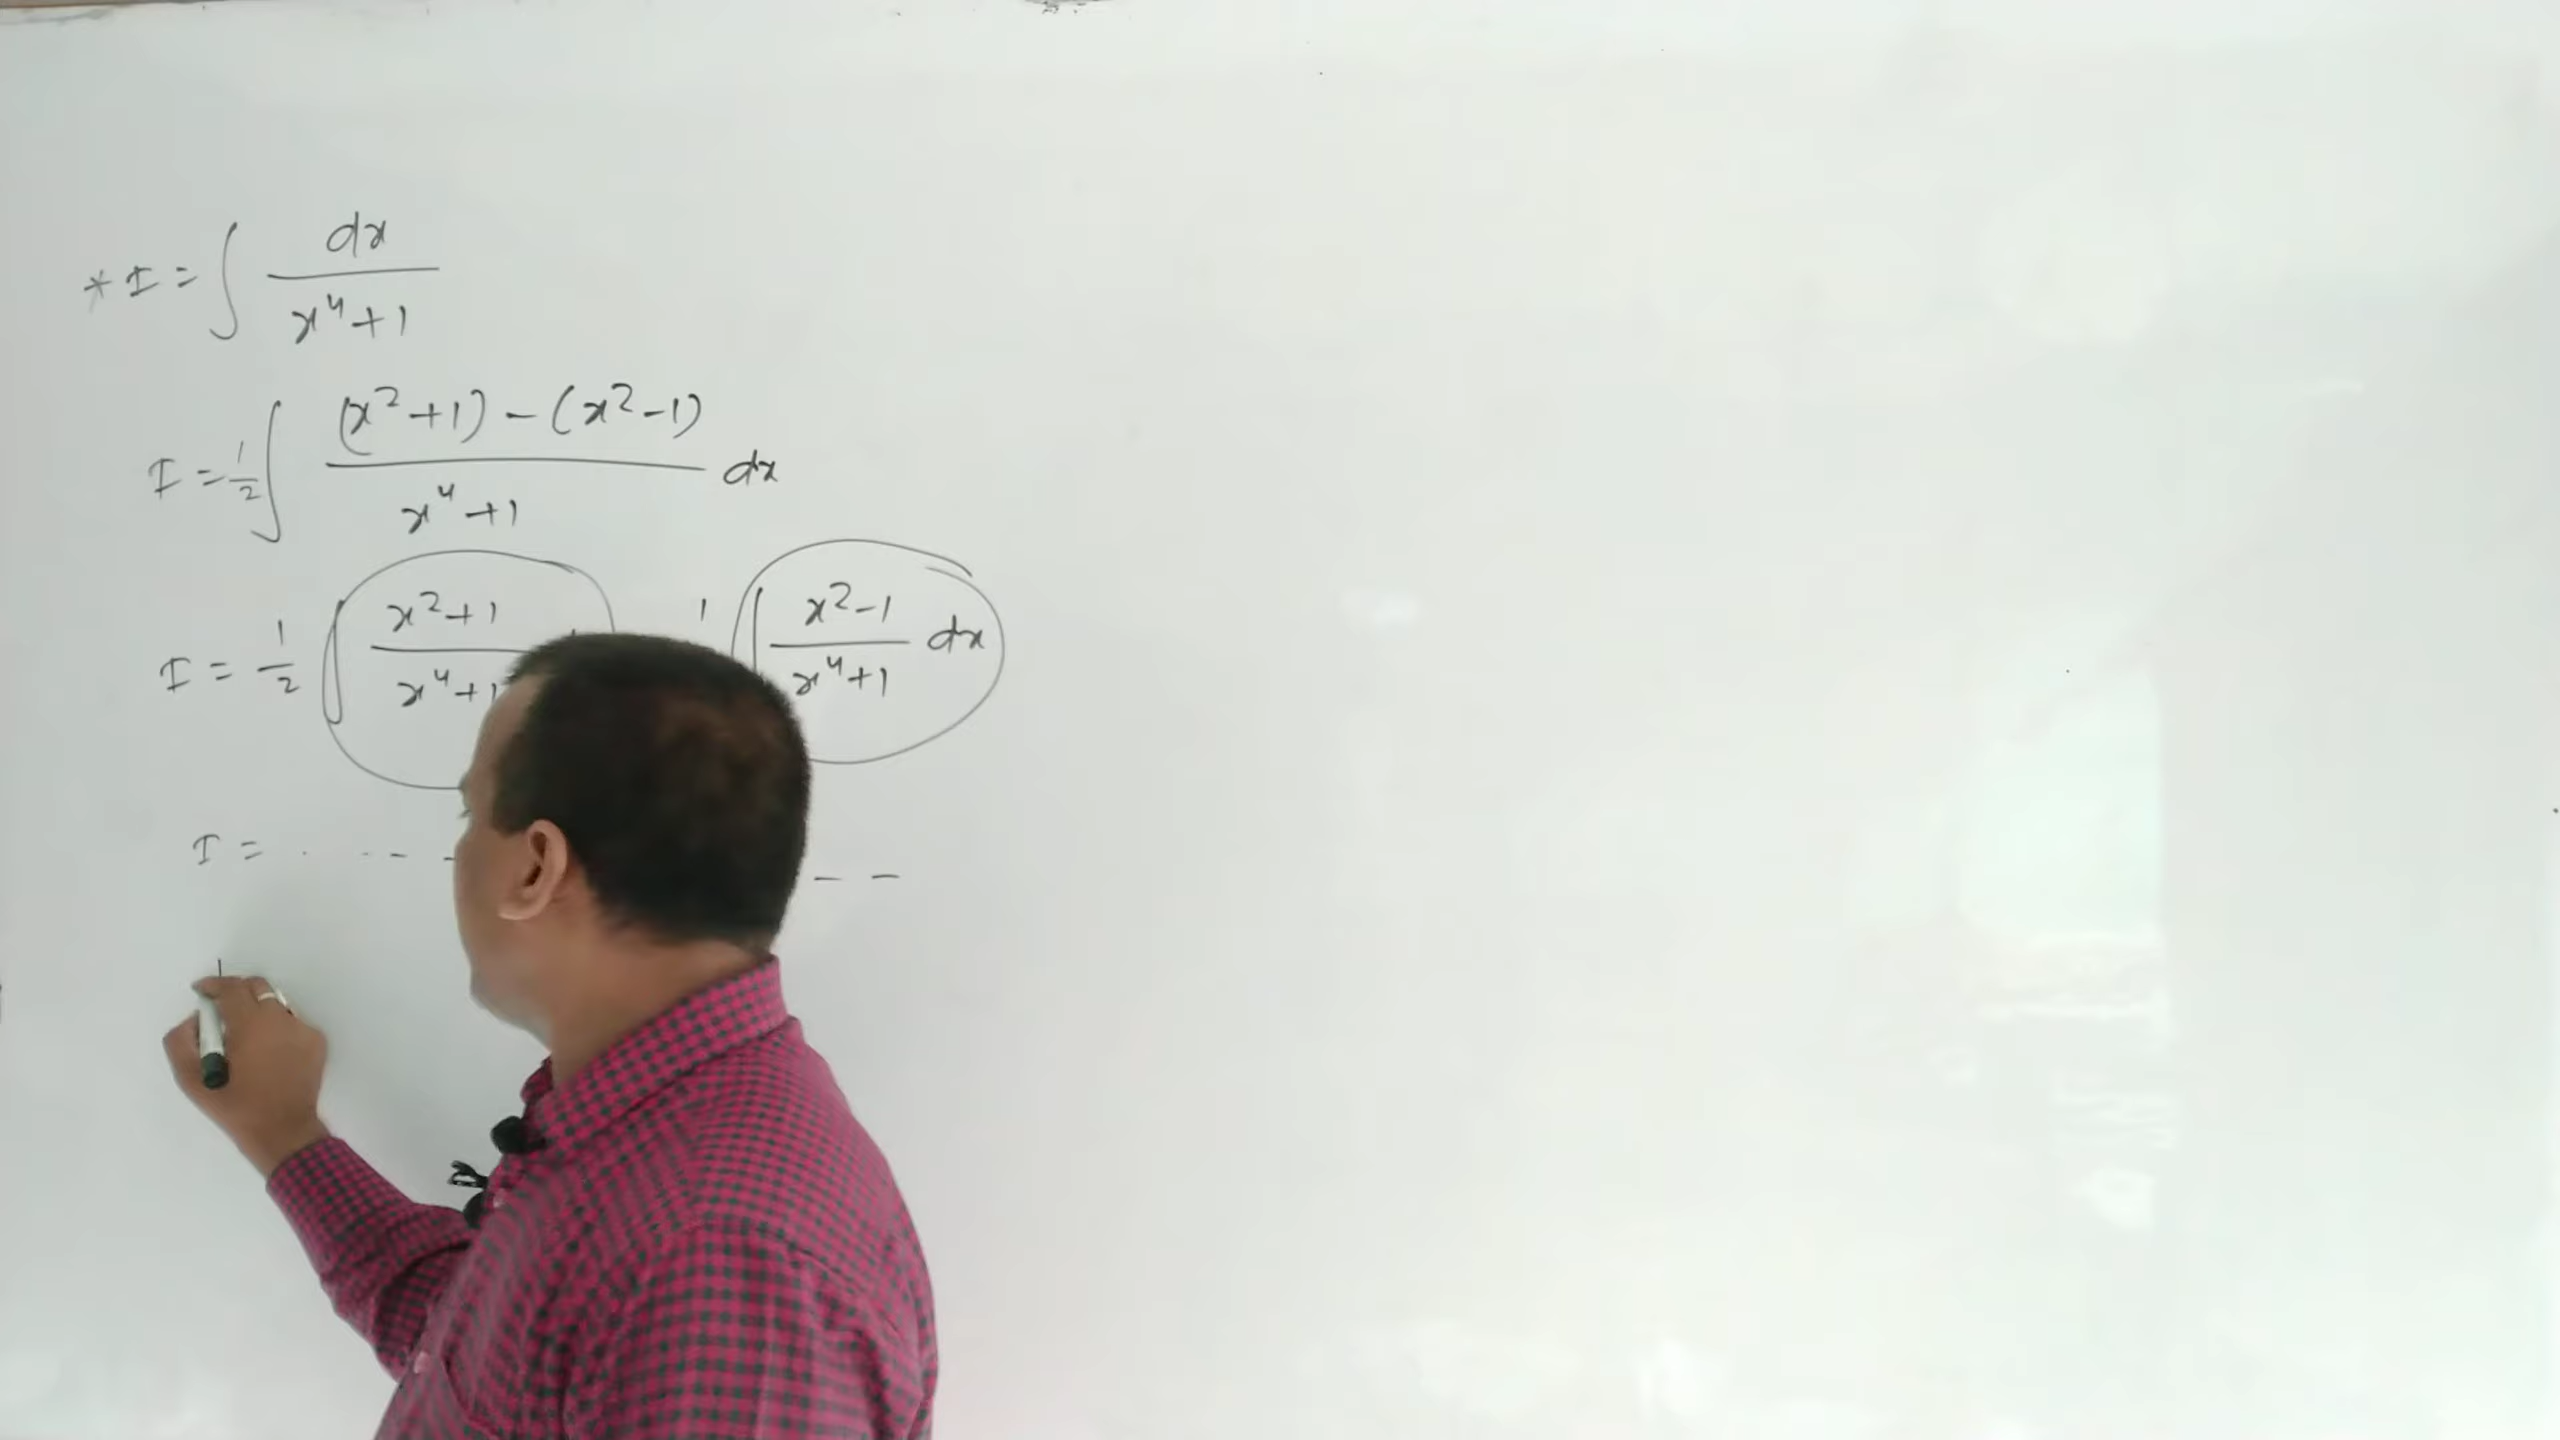 * I = ∫ dx / x⁴+1
I = 1/2 ∫ (x²+1) - (x²-1) / x⁴+1 dx
I = 1/2 ∫ x²+1 / x⁴+1 1 ∫ x²-1 / x⁴+1 dx
I = . - - - - -